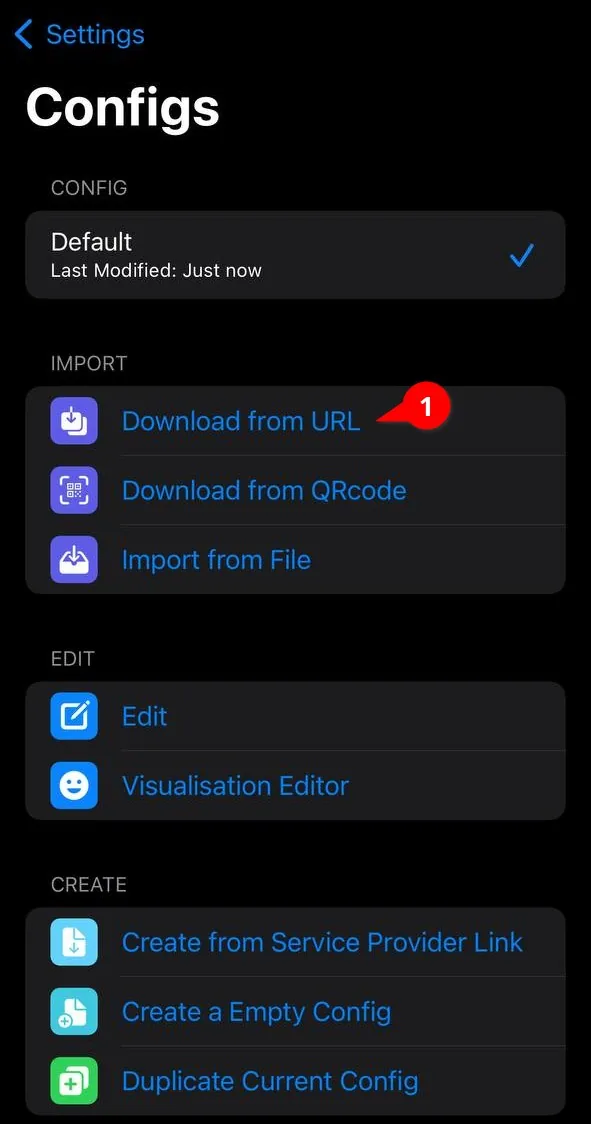 Settings
Configs
CONFIG
Default
Last Modified: Just now
IMPORT
Download from URL
1
Download from QRcode
Import from File
EDIT
Edit
Visualisation Editor
CREATE
Create from Service Provider Link
Create a Empty Config
Duplicate Current Config